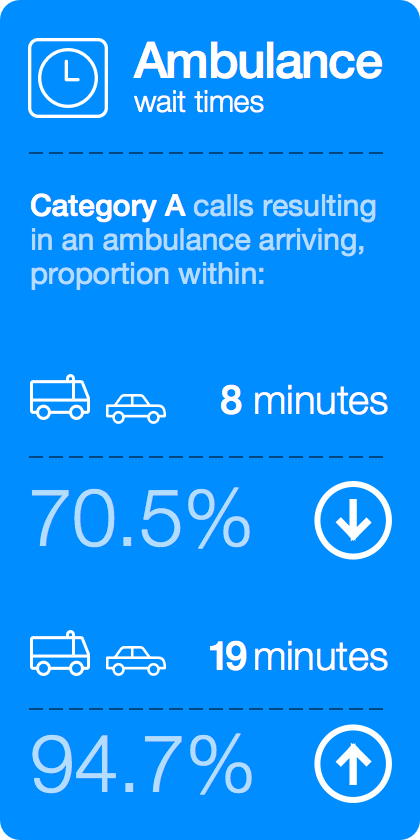 Ambulance
wait times
Category A calls resulting
in an ambulance arriving,
proportion within:
8 minutes
70.5%
19 minutes
94.7%